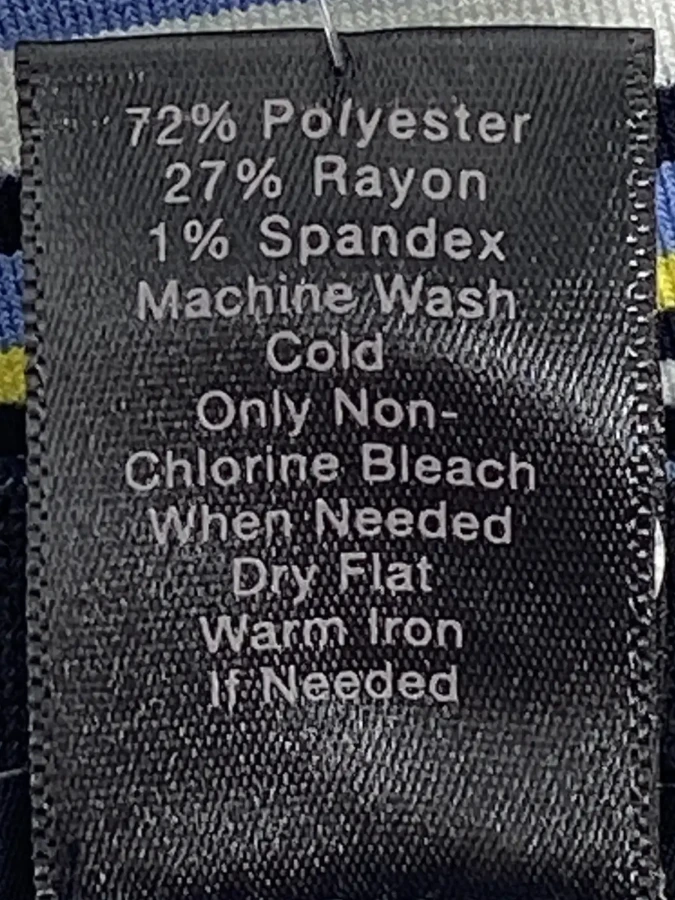 72% Polyester
27% Rayon
1% Spandex
Machine Wash
Cold
Only Non-
Chlorine Bleach
When Needed
Dry Flat
Warm Iron
If Needed